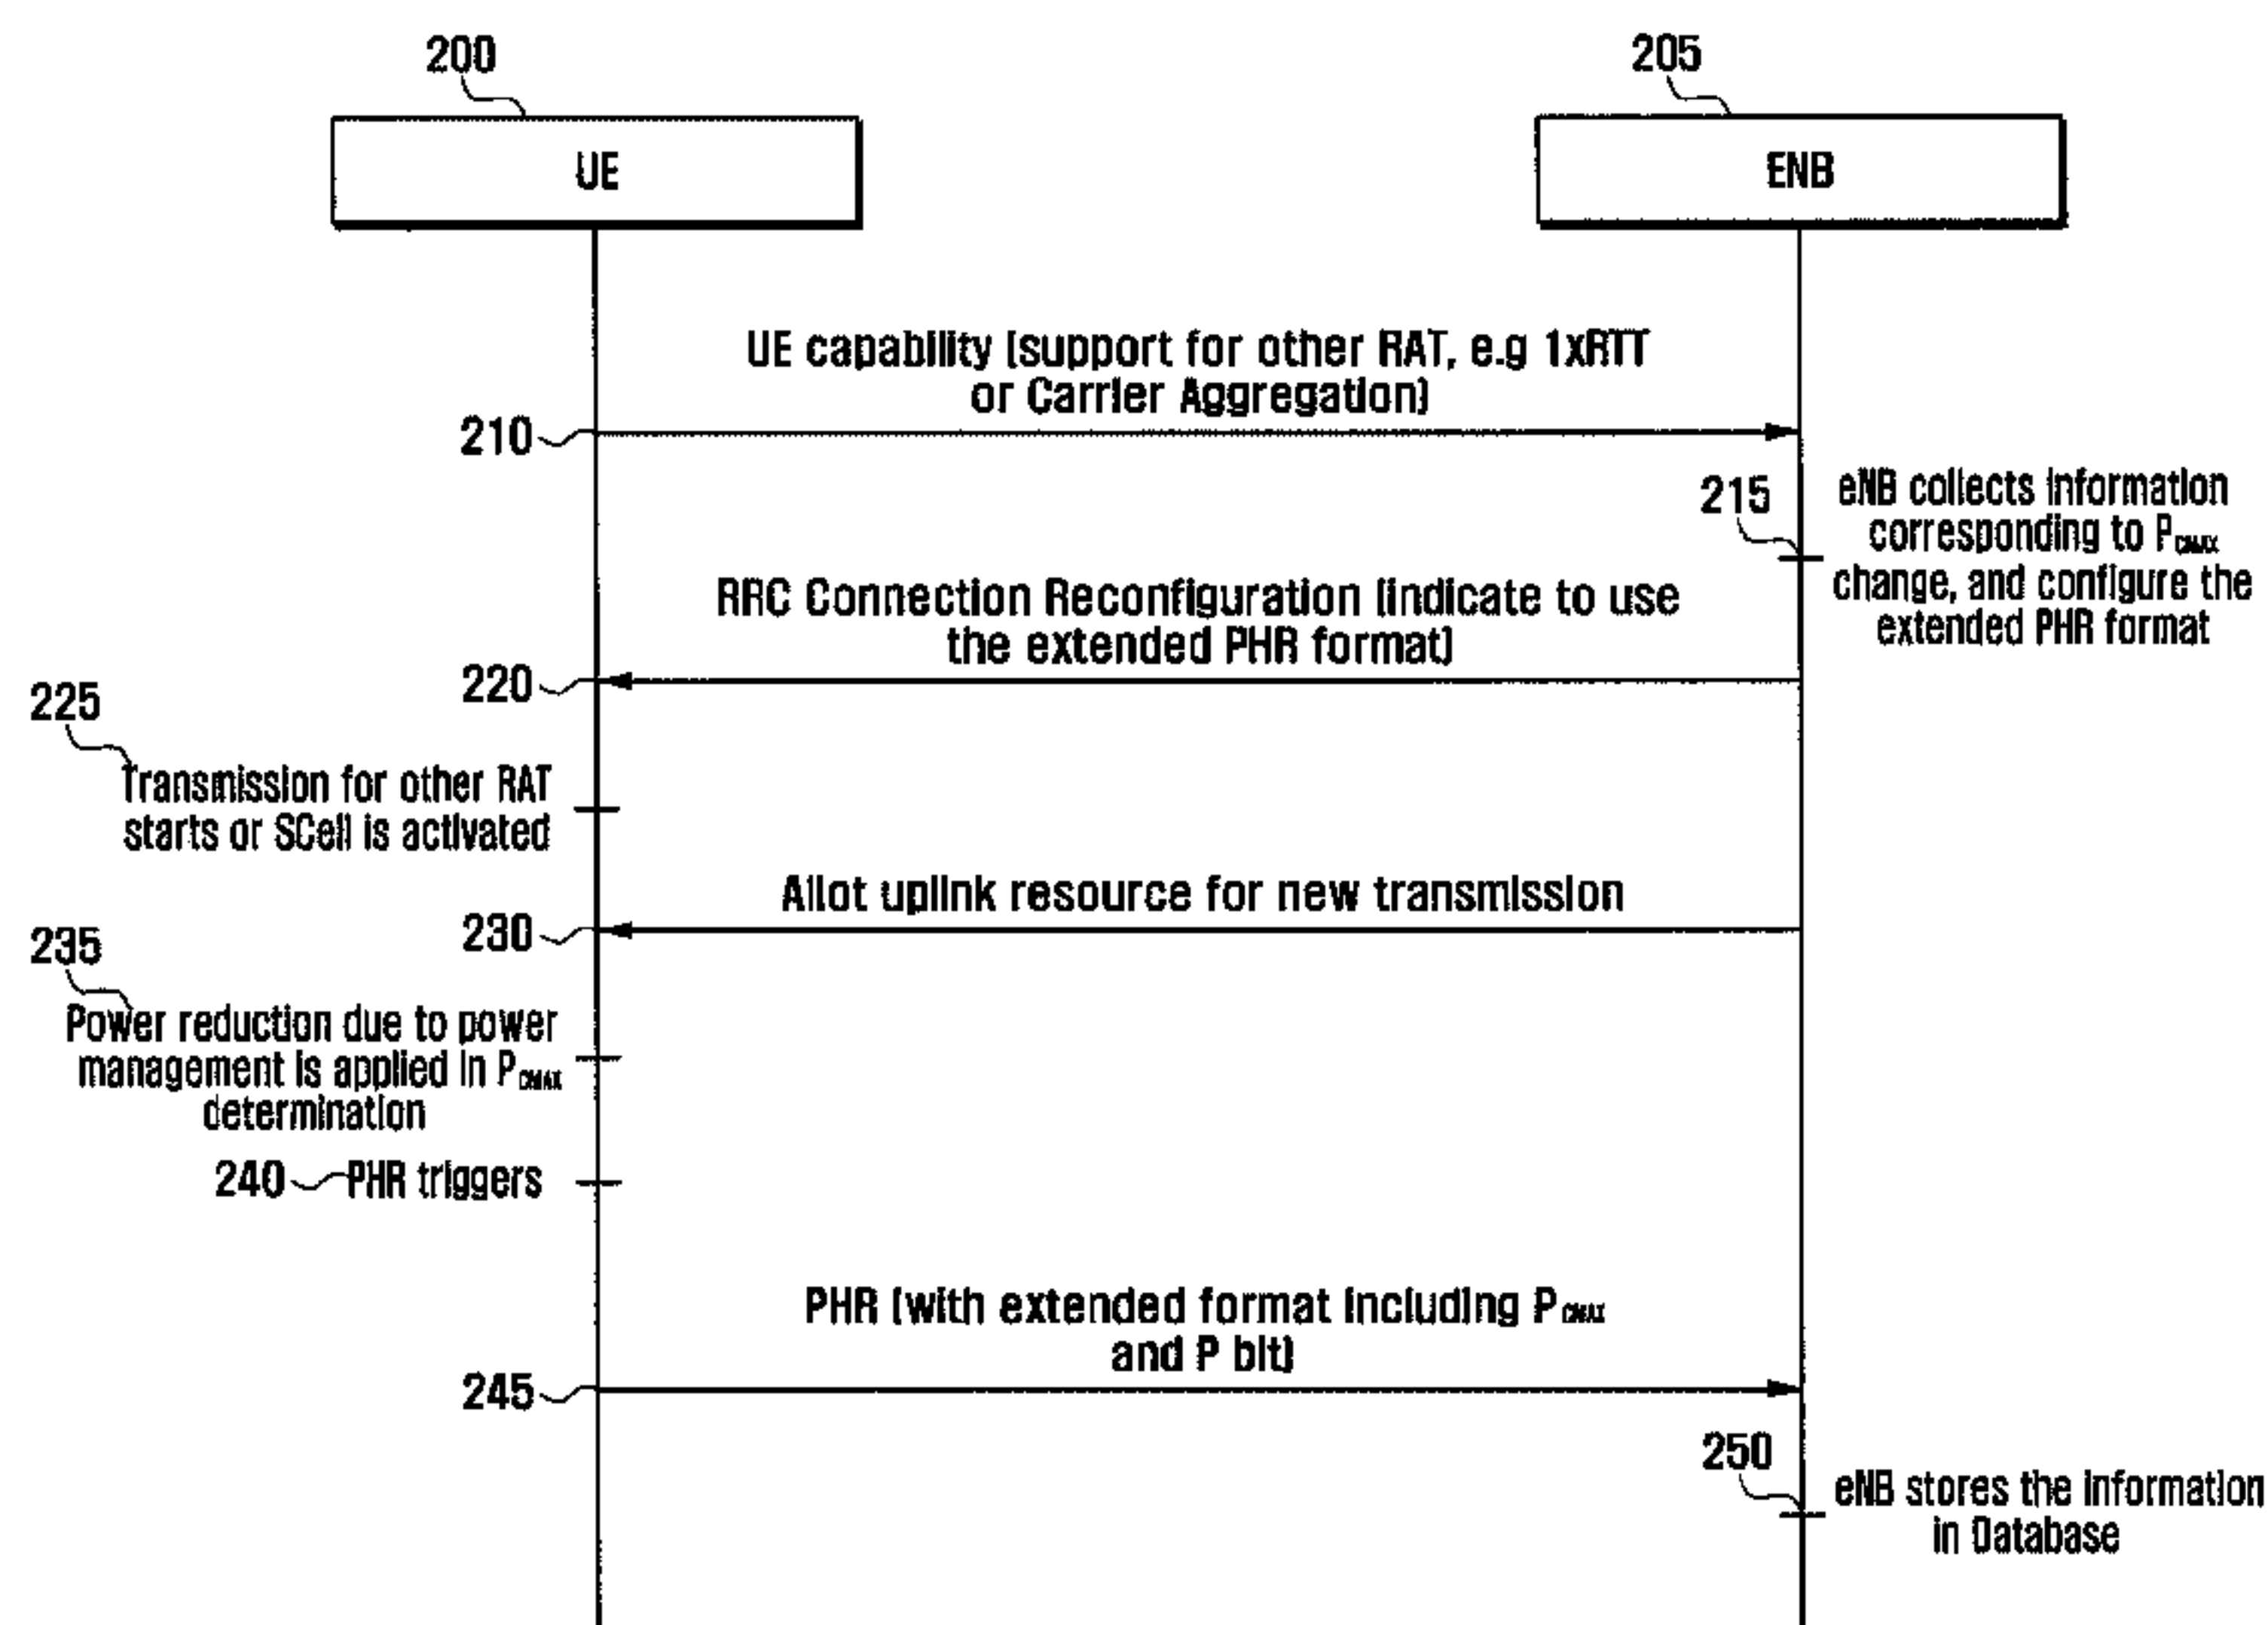 200
205
UE
ENB
UE capability (support for other RAT, e.g 1xRTT
or Carrier Aggregation)
210
215
eNB collects information
corresponding to PCMAX
change, and configure the
extended PHR format
RRC Connection Reconfiguration (indicate to use
the extended PHR format)
220
225
Transmission for other RAT
starts or SCell is activated
Allot uplink resource for new transmission
230
235
Power reduction due to power
management is applied in PCMAX
determination
240
PHR triggers
PHR (with extended format including PCMAX
and P bit)
245
250
eNB stores the information
in Database